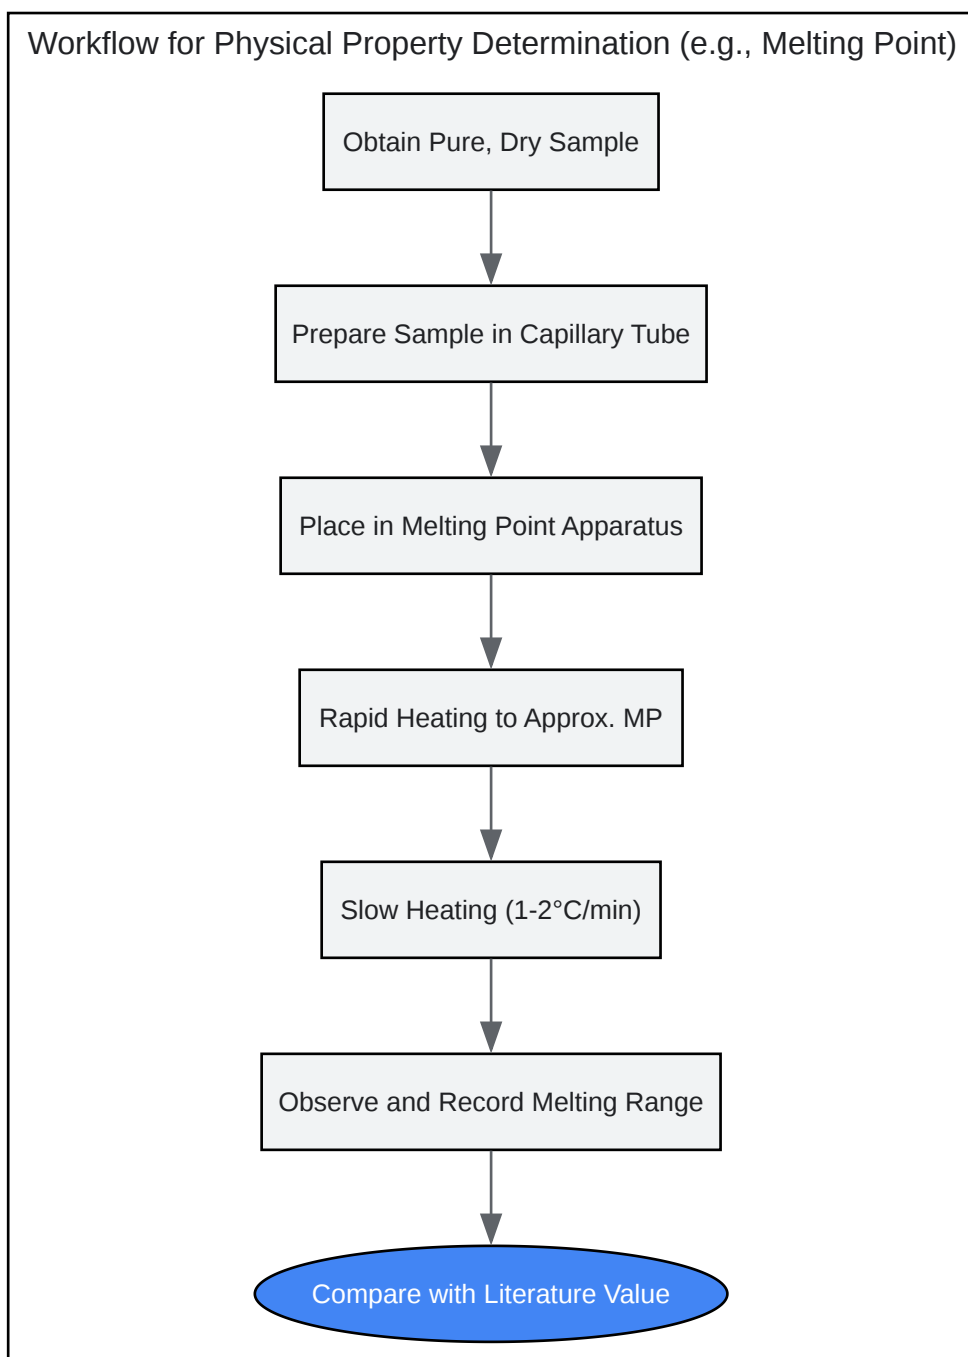 Workflow for Physical Property Determination (e.g., Melting Point)
Obtain Pure, Dry Sample
Prepare Sample in Capillary Tube
Place in Melting Point Apparatus
Rapid Heating to Approx. MP
Slow Heating (1-2°C/min)
Observe and Record Melting Range
Compare with Literature Value